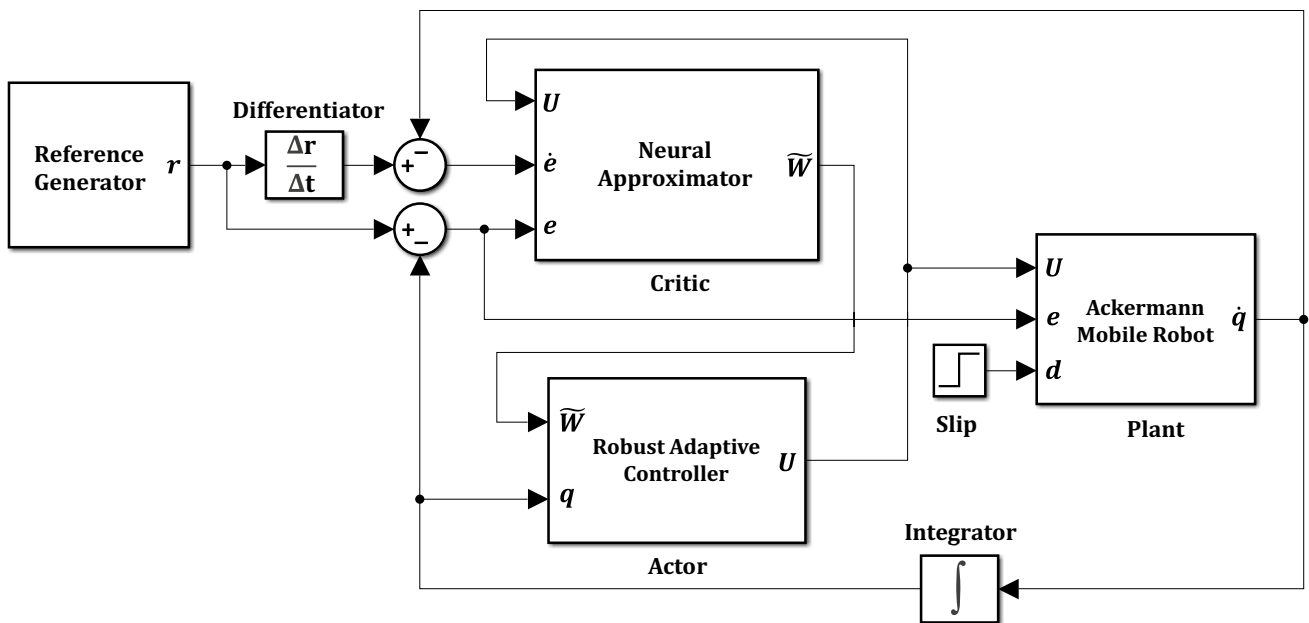 Reference
Generator
r
Differentiator
Δr
Δt
+
−
+
−
U
ė
e
Neural
Approximator
W̃
Critic
W̃
q
Robust Adaptive
Controller
U
Actor
Slip
U
e
d
Ackermann
Mobile Robot
q̇
Plant
Integrator
∫